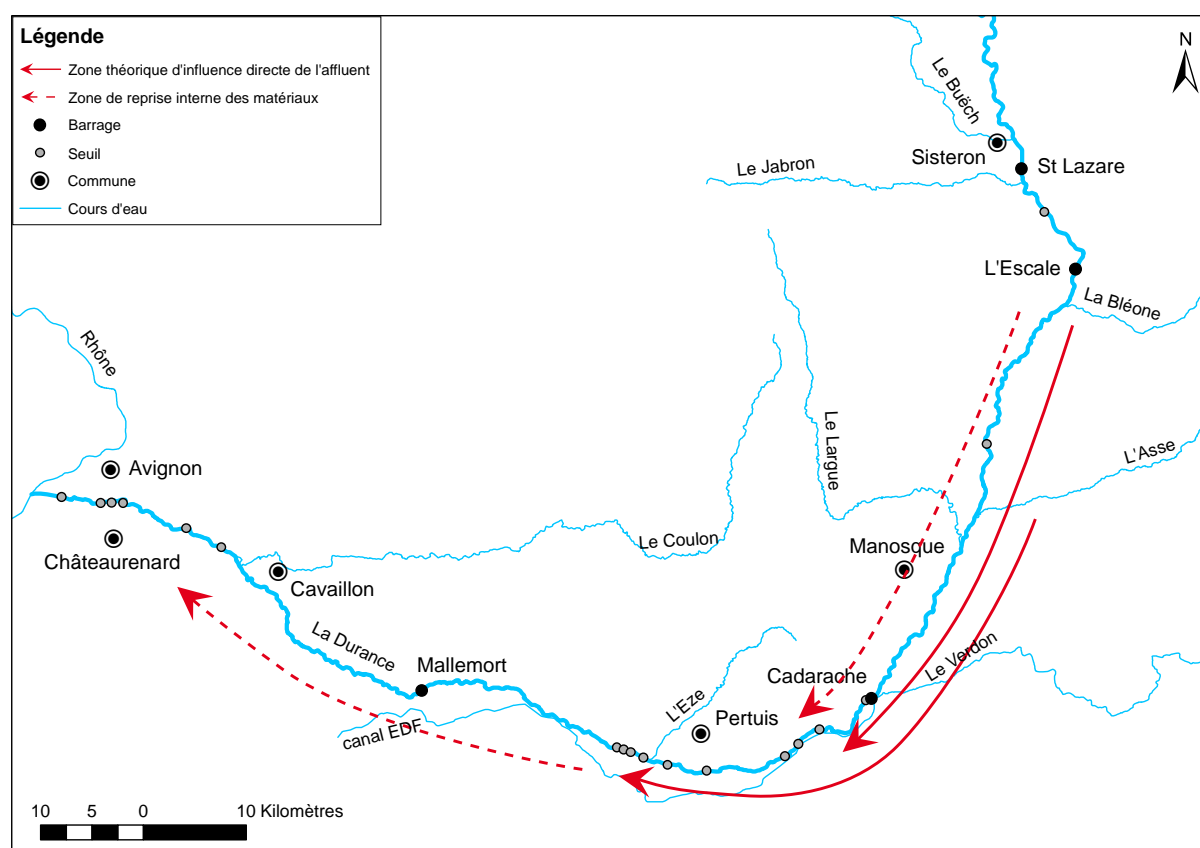 Légende
Zone théorique d'influence directe de l'affluent
Zone de reprise interne des matériaux
Barrage
Seuil
Commune
Cours d'eau
N
Le Buëch
Sisteron
St Lazare
Le Jabron
L'Escale
La Bléone
Rhône
Le Largue
L'Asse
Avignon
Le Coulon
Manosque
Châteaurenard
Cavaillon
La Durance
Mallemort
Le Verdon
Cadarache
L'Eze
Pertuis
canal EDF
10 5 0 10 Kilomètres